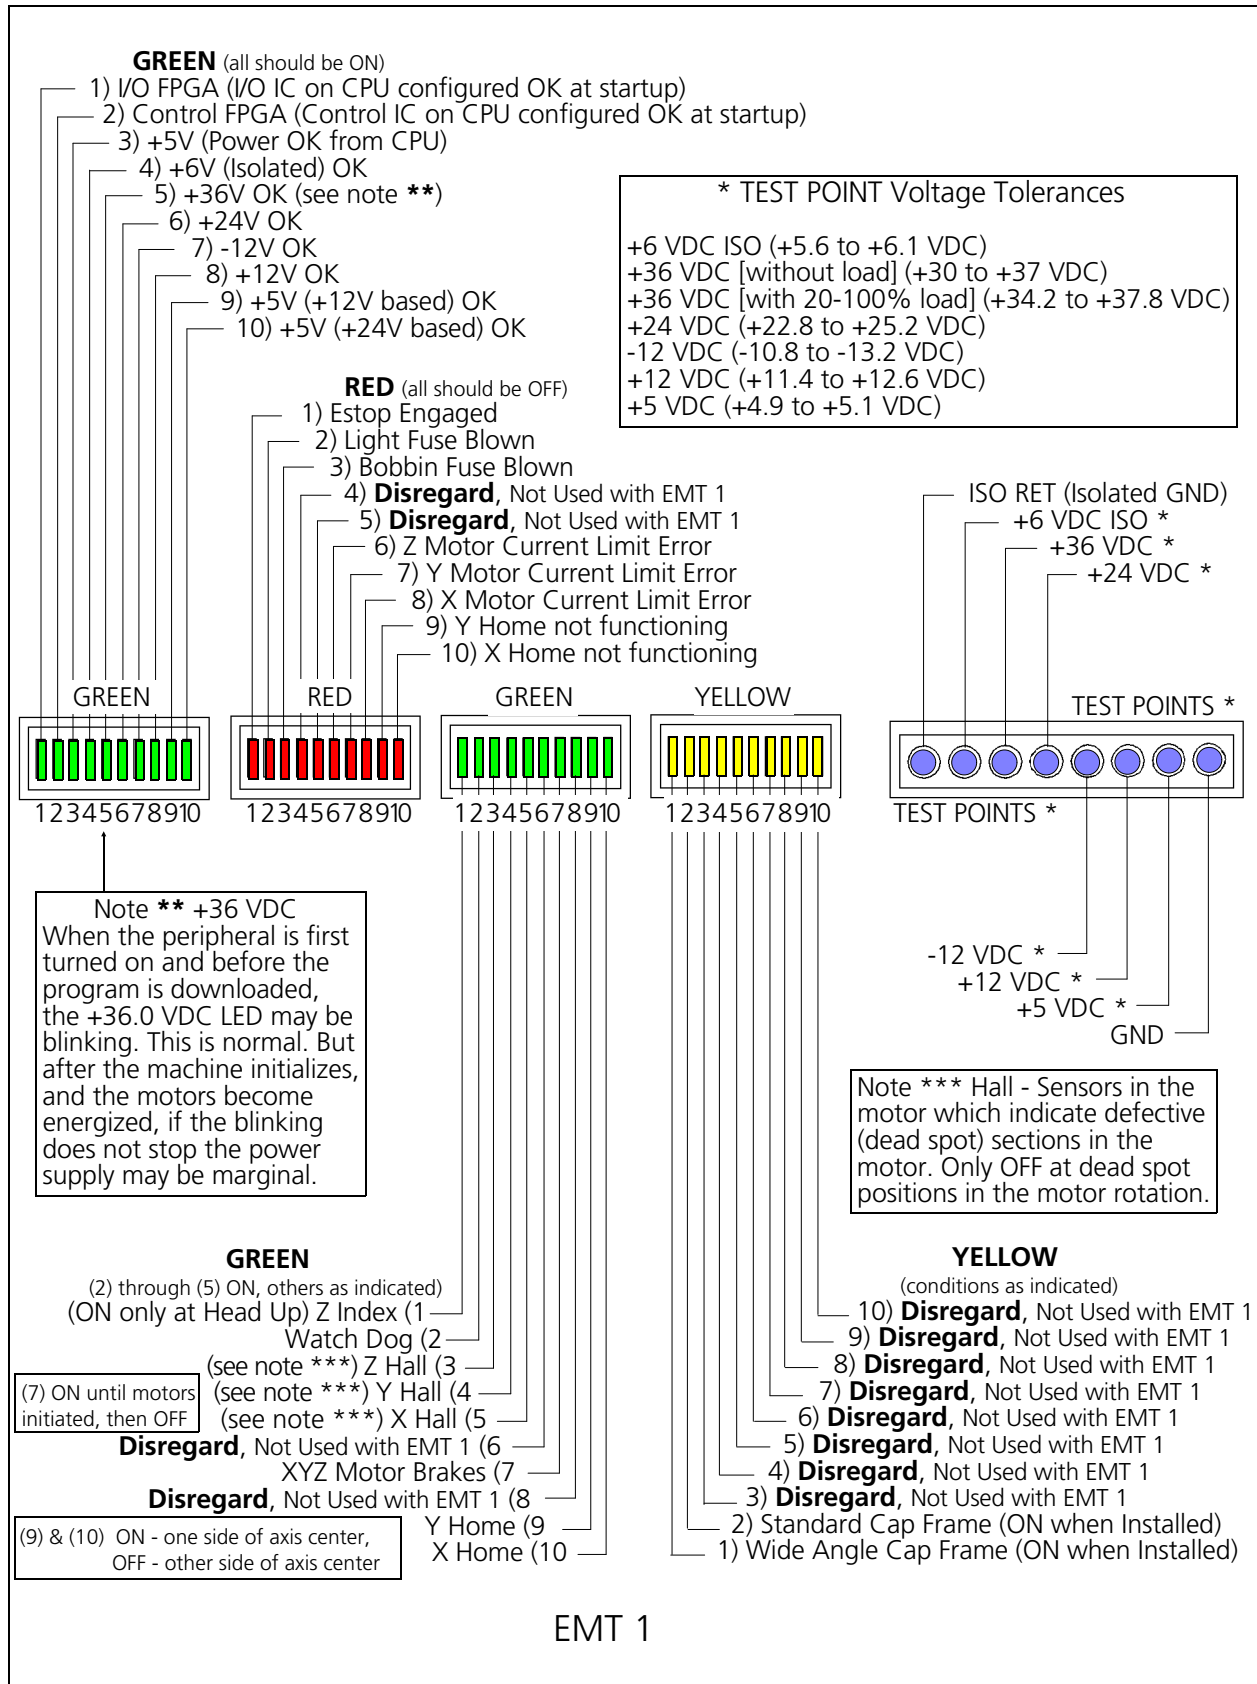 GREEN (all should be ON)
1) I/O FPGA (I/O IC on CPU configured OK at startup)
2) Control FPGA (Control IC on CPU configured OK at startup)
3) +5V (Power OK from CPU)
4) +6V (Isolated) OK
5) +36V OK (see note **)
6) +24V OK
7) -12V OK
8) +12V OK
9) +5V (+12V based) OK
10) +5V (+24V based) OK
* TEST POINT Voltage Tolerances
+6 VDC ISO (+5.6 to +6.1 VDC)
+36 VDC [without load] (+30 to +37 VDC)
+36 VDC [with 20-100% load] (+34.2 to +37.8 VDC)
+24 VDC (+22.8 to +25.2 VDC)
-12 VDC (-10.8 to -13.2 VDC)
+12 VDC (+11.4 to +12.6 VDC)
+5 VDC (+4.9 to +5.1 VDC)
RED (all should be OFF)
1) Estop Engaged
2) Light Fuse Blown
3) Bobbin Fuse Blown
4) Disregard, Not Used with EMT 1
5) Disregard, Not Used with EMT 1
6) Z Motor Current Limit Error
7) Y Motor Current Limit Error
8) X Motor Current Limit Error
9) Y Home not functioning
10) X Home not functioning
ISO RET (Isolated GND)
+6 VDC ISO *
+36 VDC *
+24 VDC *
GREEN
RED
GREEN
YELLOW
TEST POINTS *
12345678910
12345678910
12345678910
12345678910
TEST POINTS *
Note ** +36 VDC
When the peripheral is first
turned on and before the
program is downloaded,
the +36.0 VDC LED may be
blinking. This is normal. But
after the machine initializes,
and the motors become
energized, if the blinking
does not stop the power
supply may be marginal.
-12 VDC *
+12 VDC *
+5 VDC *
GND
Note *** Hall - Sensors in the
motor which indicate defective
(dead spot) sections in the
motor. Only OFF at dead spot
positions in the motor rotation.
GREEN
(2) through (5) ON, others as indicated)
(ON only at Head Up) Z Index (1
Watch Dog (2
(see note ***) Z Hall (3
(see note ***) Y Hall (4
(see note ***) X Hall (5
Disregard, Not Used with EMT 1 (6
XYZ Motor Brakes (7
Disregard, Not Used with EMT 1 (8
Y Home (9
X Home (10
(7) ON until motors
initiated, then OFF
(9) & (10) ON - one side of axis center,
OFF - other side of axis center
YELLOW
(conditions as indicated)
10) Disregard, Not Used with EMT 1
9) Disregard, Not Used with EMT 1
8) Disregard, Not Used with EMT 1
7) Disregard, Not Used with EMT 1
6) Disregard, Not Used with EMT 1
5) Disregard, Not Used with EMT 1
4) Disregard, Not Used with EMT 1
3) Disregard, Not Used with EMT 1
2) Standard Cap Frame (ON when Installed)
1) Wide Angle Cap Frame (ON when Installed)
EMT 1